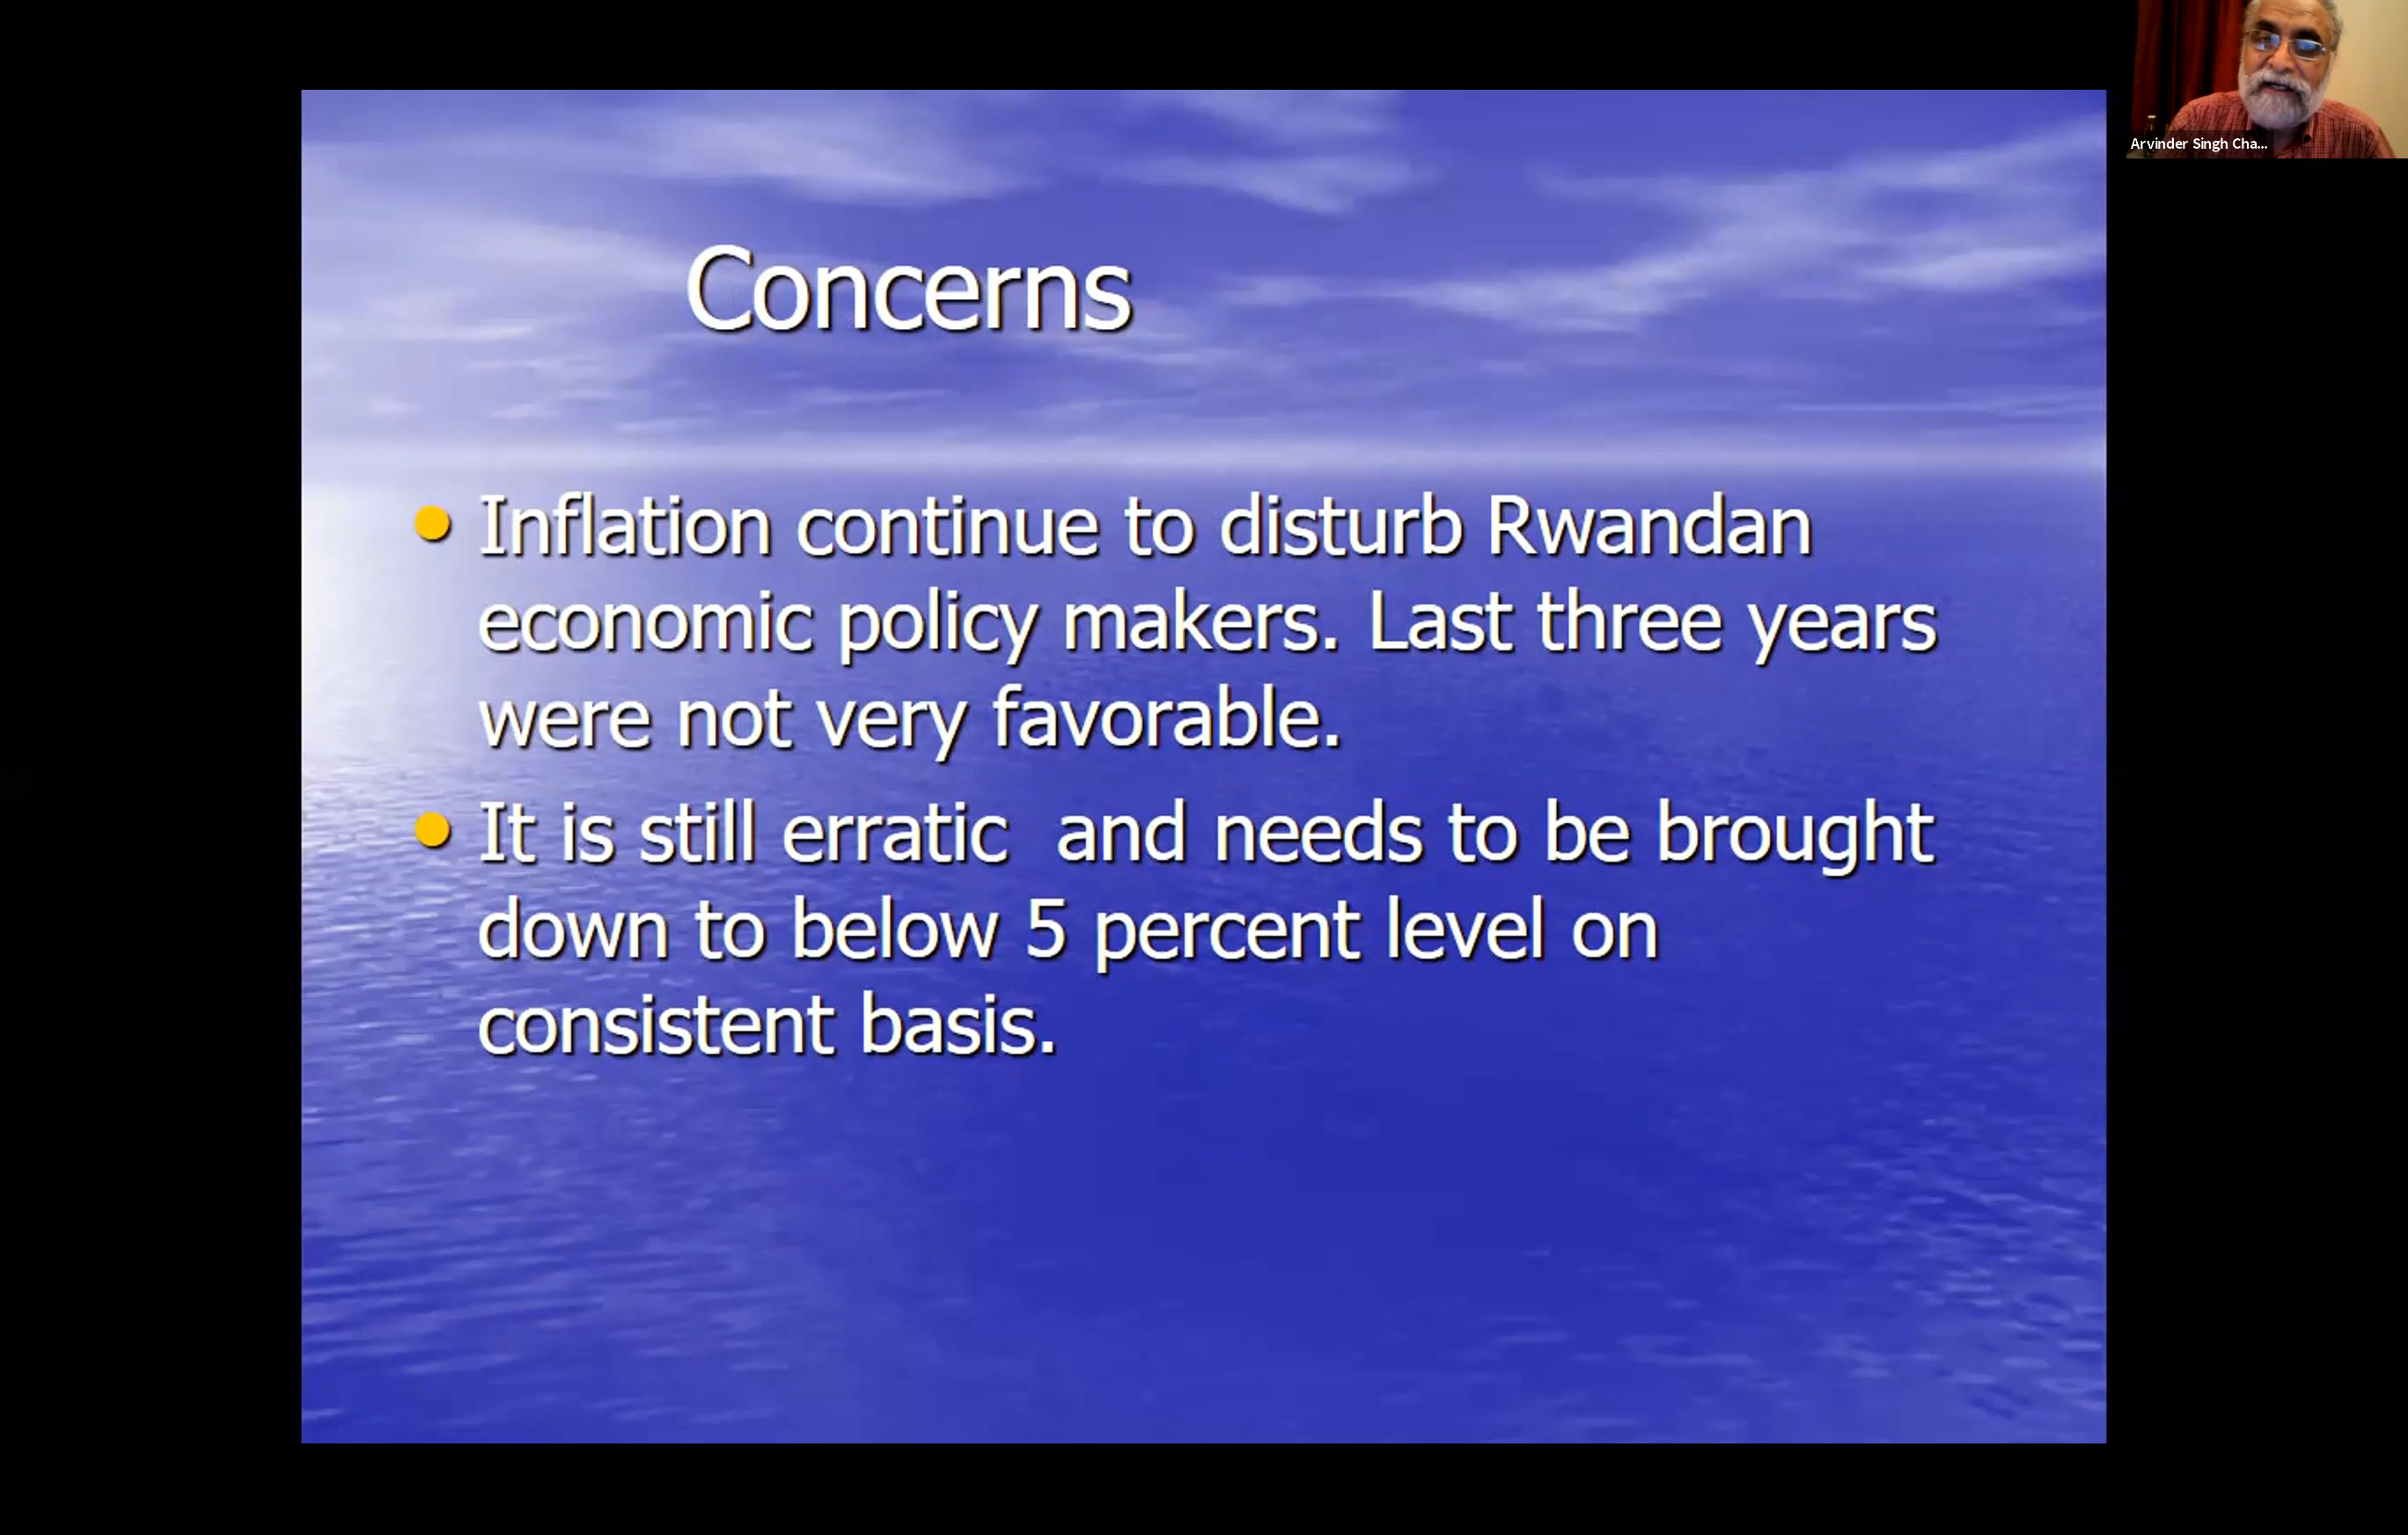 Arvinder Singh Cha...
Concerns
Inflation continue to disturb Rwandan
economic policy makers. Last three years
were not very favorable.
It is still erratic  and needs to be brought
down to below 5 percent level on
consistent basis.